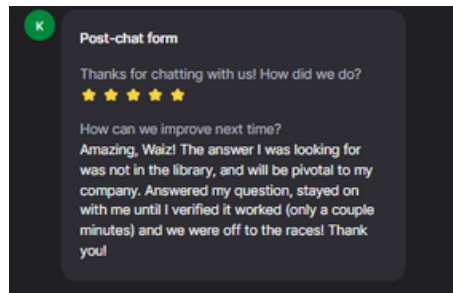 K
Post-chat form
Thanks for chatting with us! How did we do?
How can we improve next time?
Amazing, Waiz! The answer I was looking for
was not in the library, and will be pivotal to my
company. Answered my question, stayed on
with me until I verified it worked (only a couple
minutes) and we were off to the races! Thank
you!